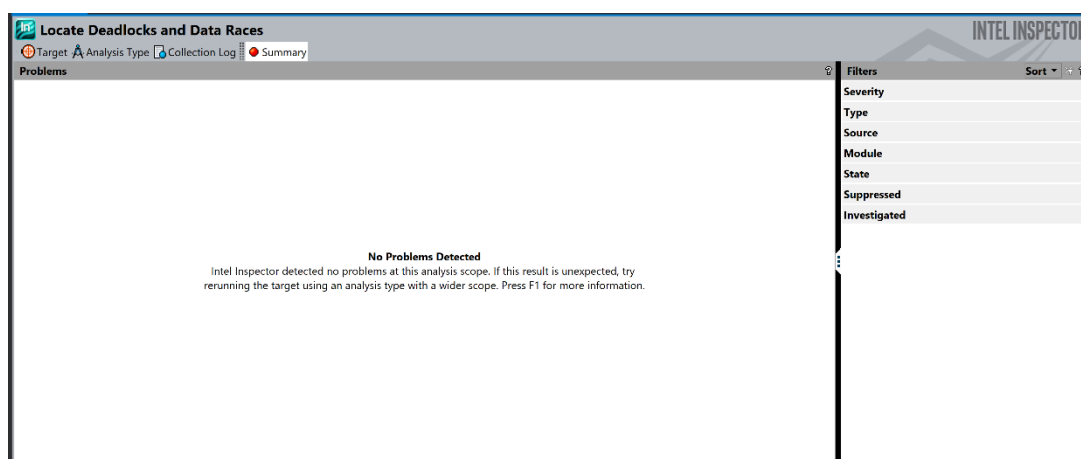 In
Locate Deadlocks and Data Races
INTEL INSPECTOR
Target Analysis Type Collection Log Summary
Problems ?
Filters Sort
Severity
Type
Source
Module
State
Suppressed
Investigated
No Problems Detected
Intel Inspector detected no problems at this analysis scope. If this result is unexpected, try
rerunning the target using an analysis type with a wider scope. Press F1 for more information.